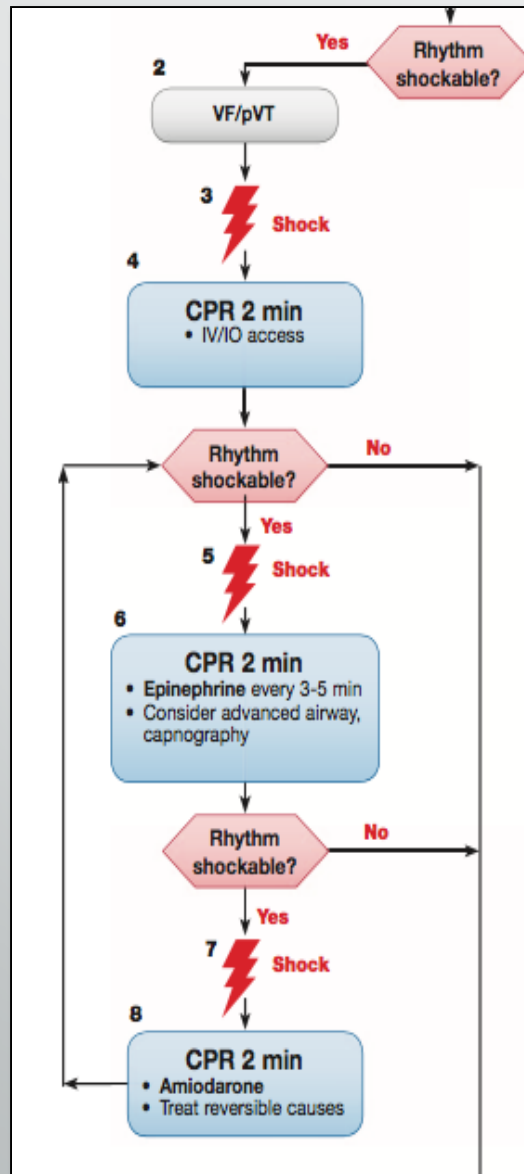 Yes
Rhythm
shockable?
2
VF/pVT
3
Shock
4
CPR 2 min
• IV/IO access
Rhythm
shockable?
No
Yes
5
Shock
6
CPR 2 min
• Epinephrine every 3-5 min
• Consider advanced airway,
capnography
Rhythm
shockable?
No
Yes
7
Shock
8
CPR 2 min
• Amiodarone
• Treat reversible causes